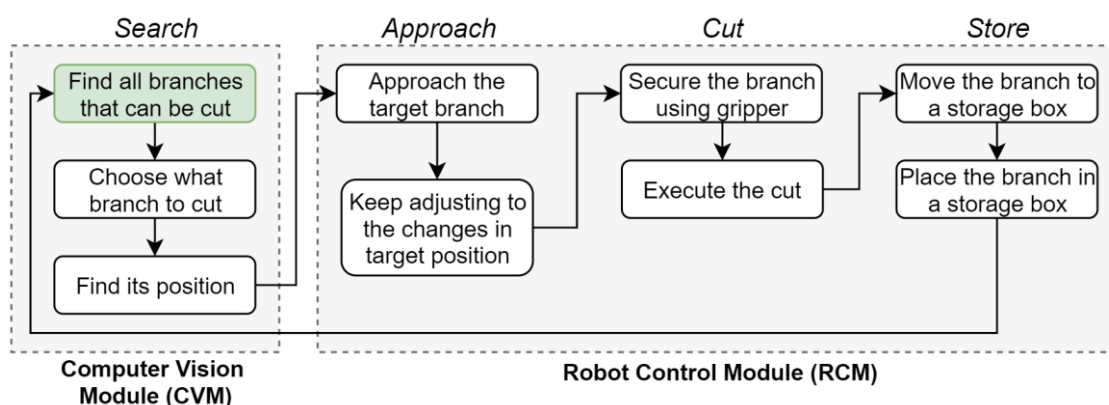 Search
Find all branches
that can be cut
Choose what
branch to cut
Find its position
Computer Vision
Module (CVM)
Approach
Approach the
target branch
Keep adjusting to
the changes in
target position
Cut
Secure the branch
using gripper
Execute the cut
Store
Move the branch to
a storage box
Place the branch in
a storage box
Robot Control Module (RCM)